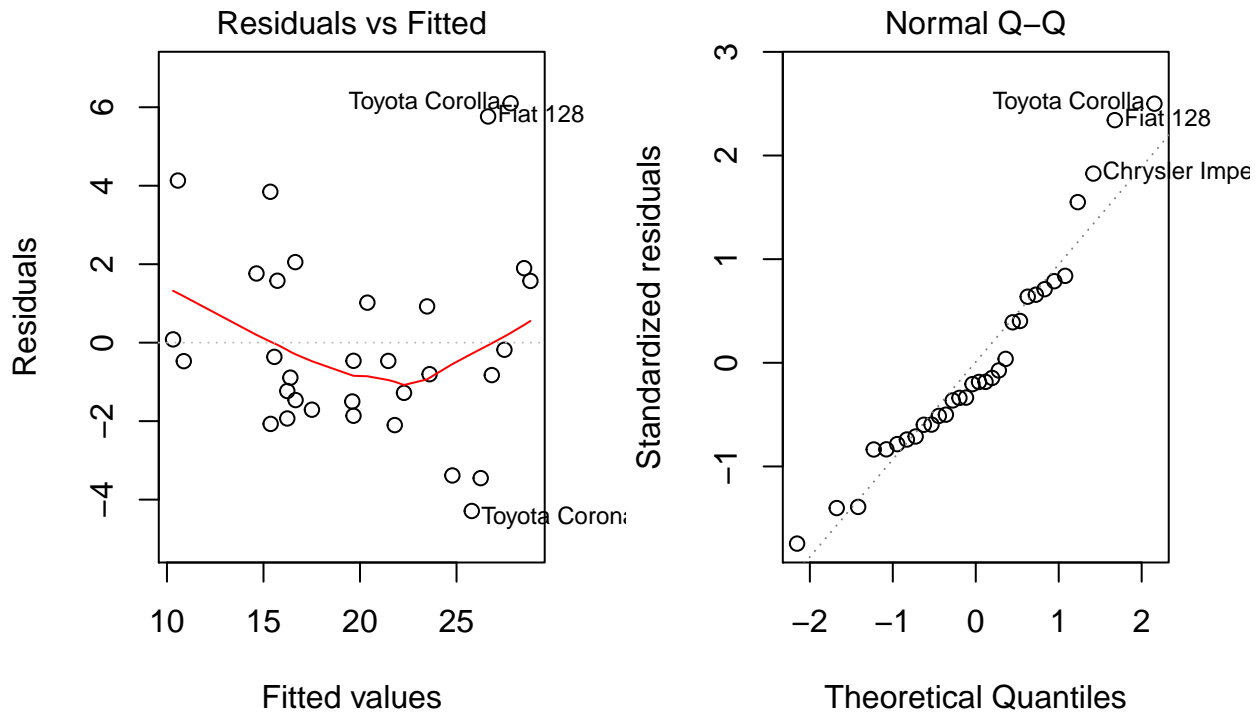 Residuals vs Fitted
Residuals
6
4
2
0
−2
−4
10 15 20 25
Fitted values
Toyota Corolla
Fiat 128
Toyota Corona
Normal Q−Q
Standardized residuals
3
2
1
0
−1
−2 −1 0 1 2
Theoretical Quantiles
Toyota Corolla
Fiat 128
Chrysler Impe